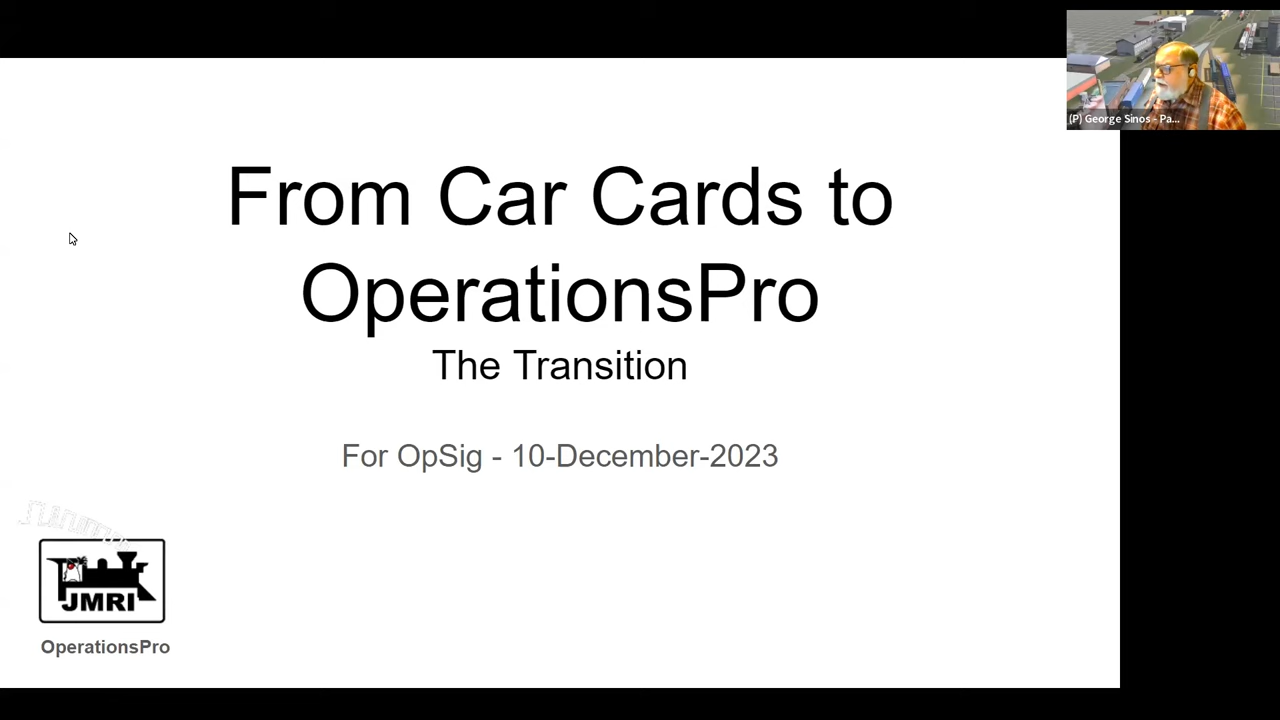 (P) George Sinos - Pa...
From Car Cards to
OperationsPro
The Transition
For OpSig - 10-December-2023
JMRI
OperationsPro